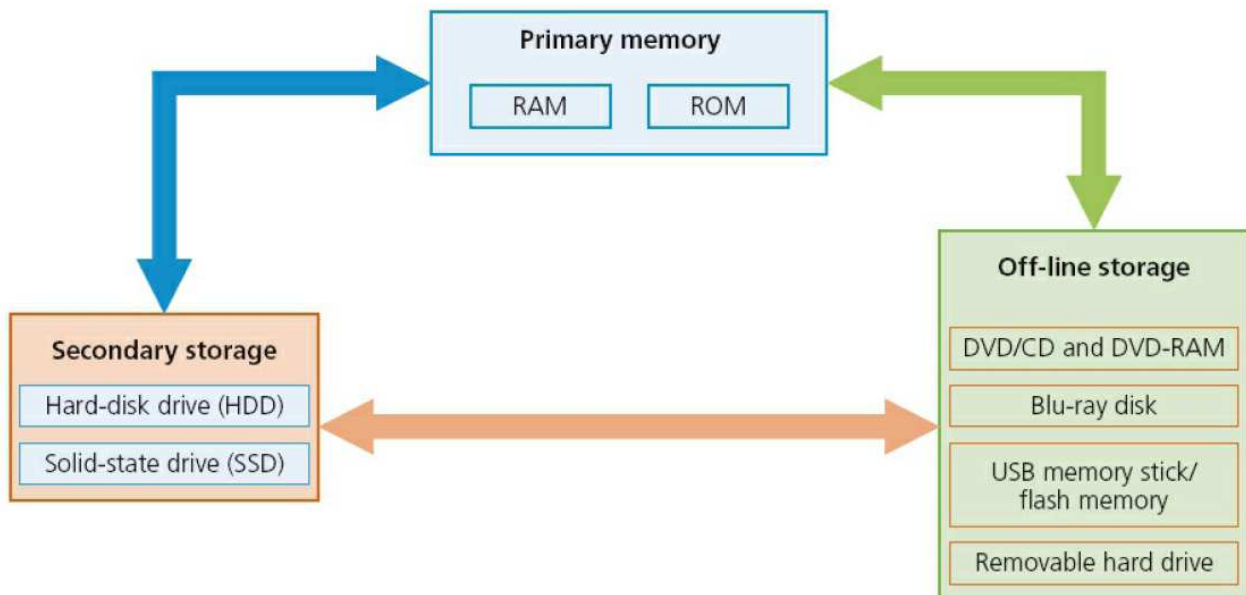 Primary memory
RAM
ROM
Secondary storage
Hard-disk drive (HDD)
Solid-state drive (SSD)
Off-line storage
DVD/CD and DVD-RAM
Blu-ray disk
USB memory stick/
flash memory
Removable hard drive